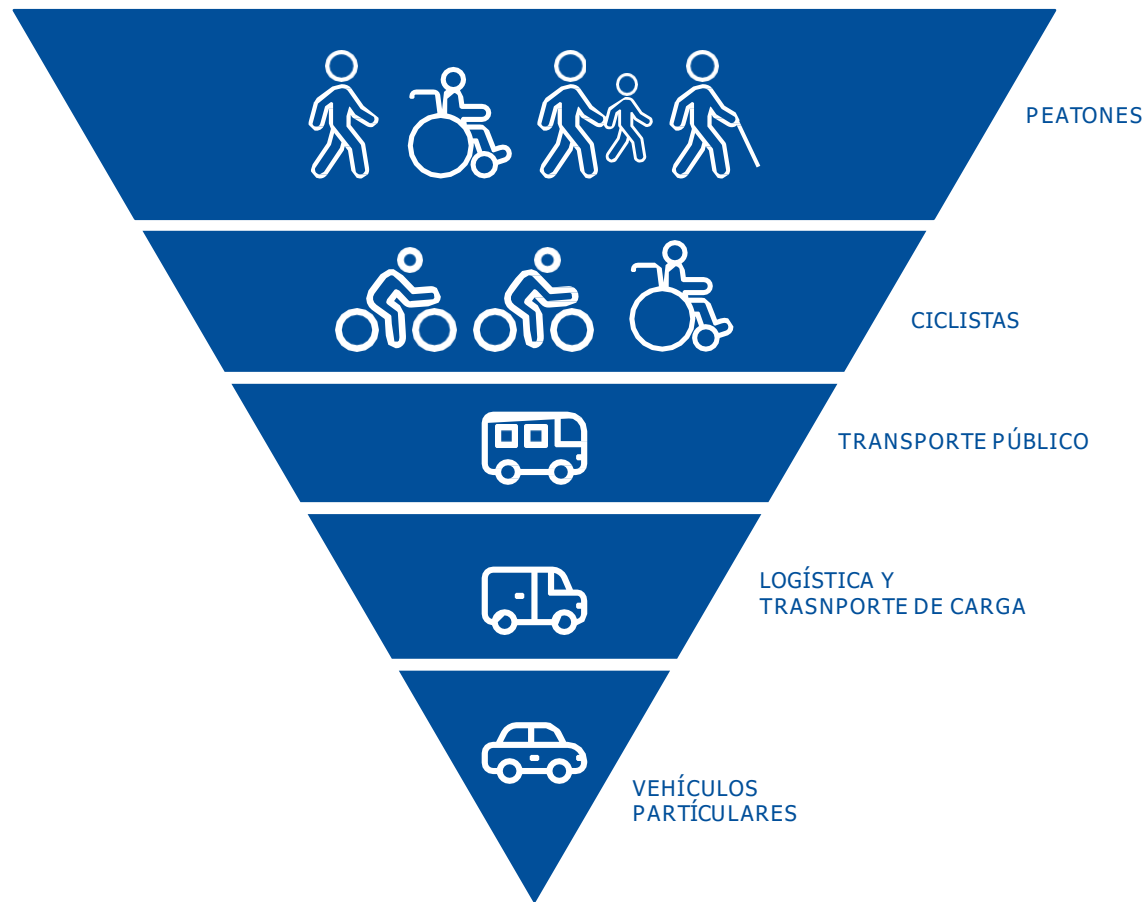 PEATONES
CICLISTAS
TRANSPORTE PÚBLICO
LOGÍSTICA Y
TRASNPORTE DE CARGA
VEHÍCULOS
PARTÍCULARES